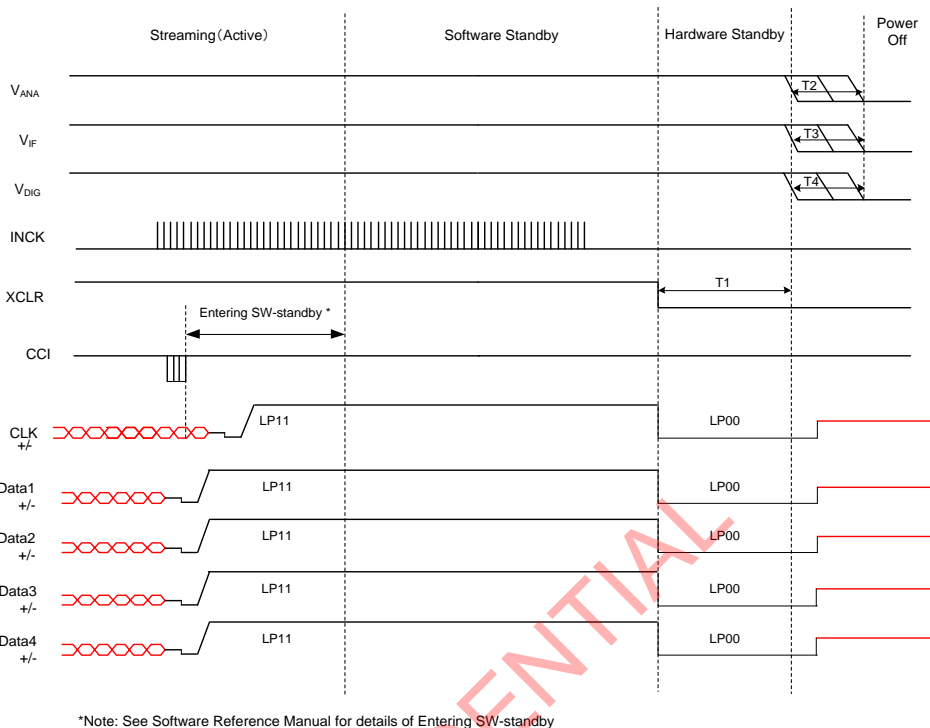 Streaming(Active)
Software Standby
Hardware Standby
Power
Off
VANA
T2
VIF
T3
VDIG
T4
INCK
XCLR
T1
Entering SW-standby *
CCI
CLK
+/-
LP11
LP00
Data1
+/-
LP11
LP00
Data2
+/-
LP11
LP00
Data3
+/-
LP11
LP00
Data4
+/-
LP11
LP00
ENTIAL
*Note: See Software Reference Manual for details of Entering SW-standby